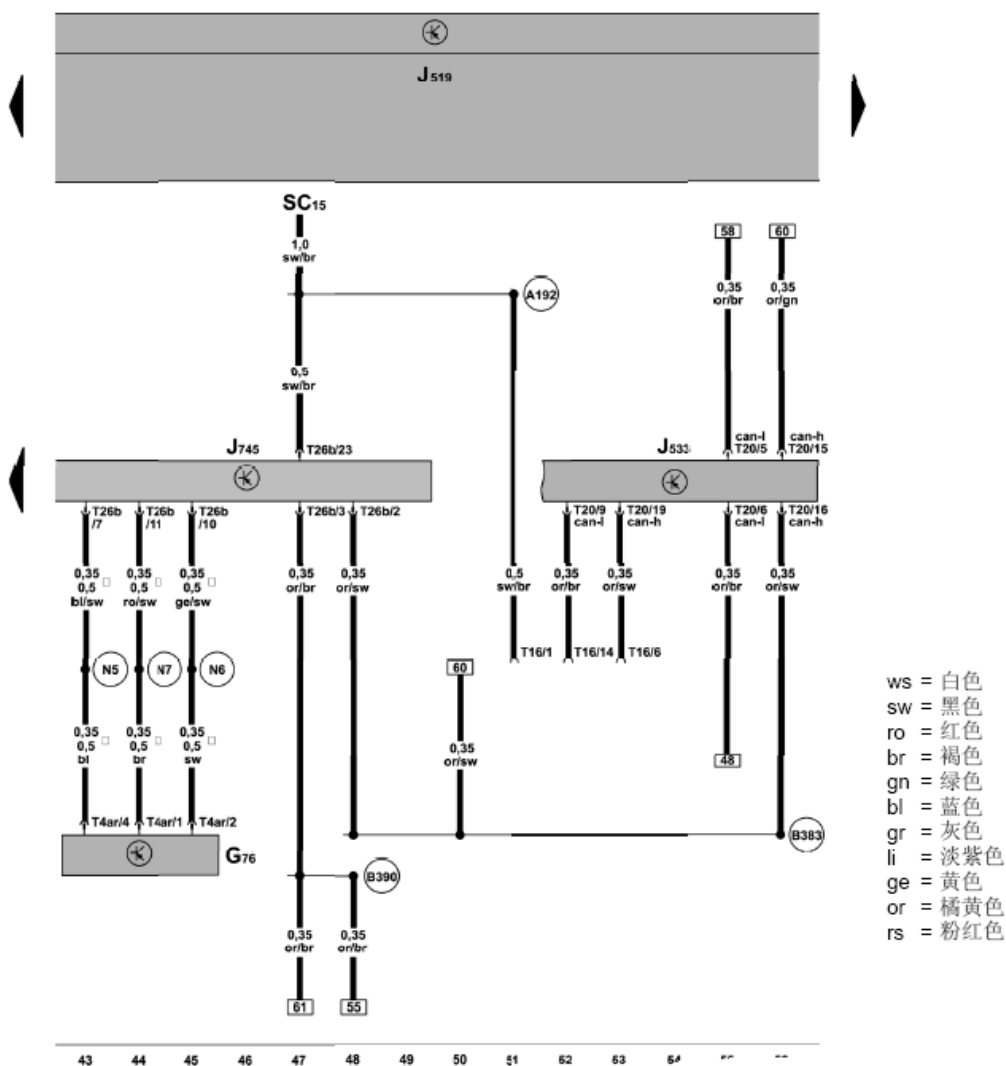 J519
SC15
1,0
sw/br
58
60
A192
0,35
or/br
0,35
or/gn
0,5
sw/br
J745
T26b/23
J533
can-l
T20/5
can-h
T20/15
T26b
/7
T26b
/11
T26b
/10
T26b/3
T26b/2
T20/9
can-l
T20/19
can-h
T20/6
can-l
T20/16
can-h
0,35
0,5
bl/sw
0,35
0,5
ro/sw
0,35
0,5
ge/sw
0,35
or/br
0,35
or/sw
0,5
sw/br
0,35
or/br
0,35
or/sw
0,35
or/br
0,35
or/sw
N5
N7
N6
T16/1
T16/14
T16/6
60
0,35
0,5
bl
0,35
0,5
br
0,35
0,5
sw
0,35
or/sw
48
T4ar/4
T4ar/1
T4ar/2
G76
B383
B390
0,35
or/br
0,35
or/br
61
55
43 44 45 46 47 48 49 50 51 52 53 54
ws = 白色
sw = 黑色
ro = 红色
br = 褐色
gn = 绿色
bl = 蓝色
gr = 灰色
li = 淡紫色
ge = 黄色
or = 橘黄色
rs = 粉红色